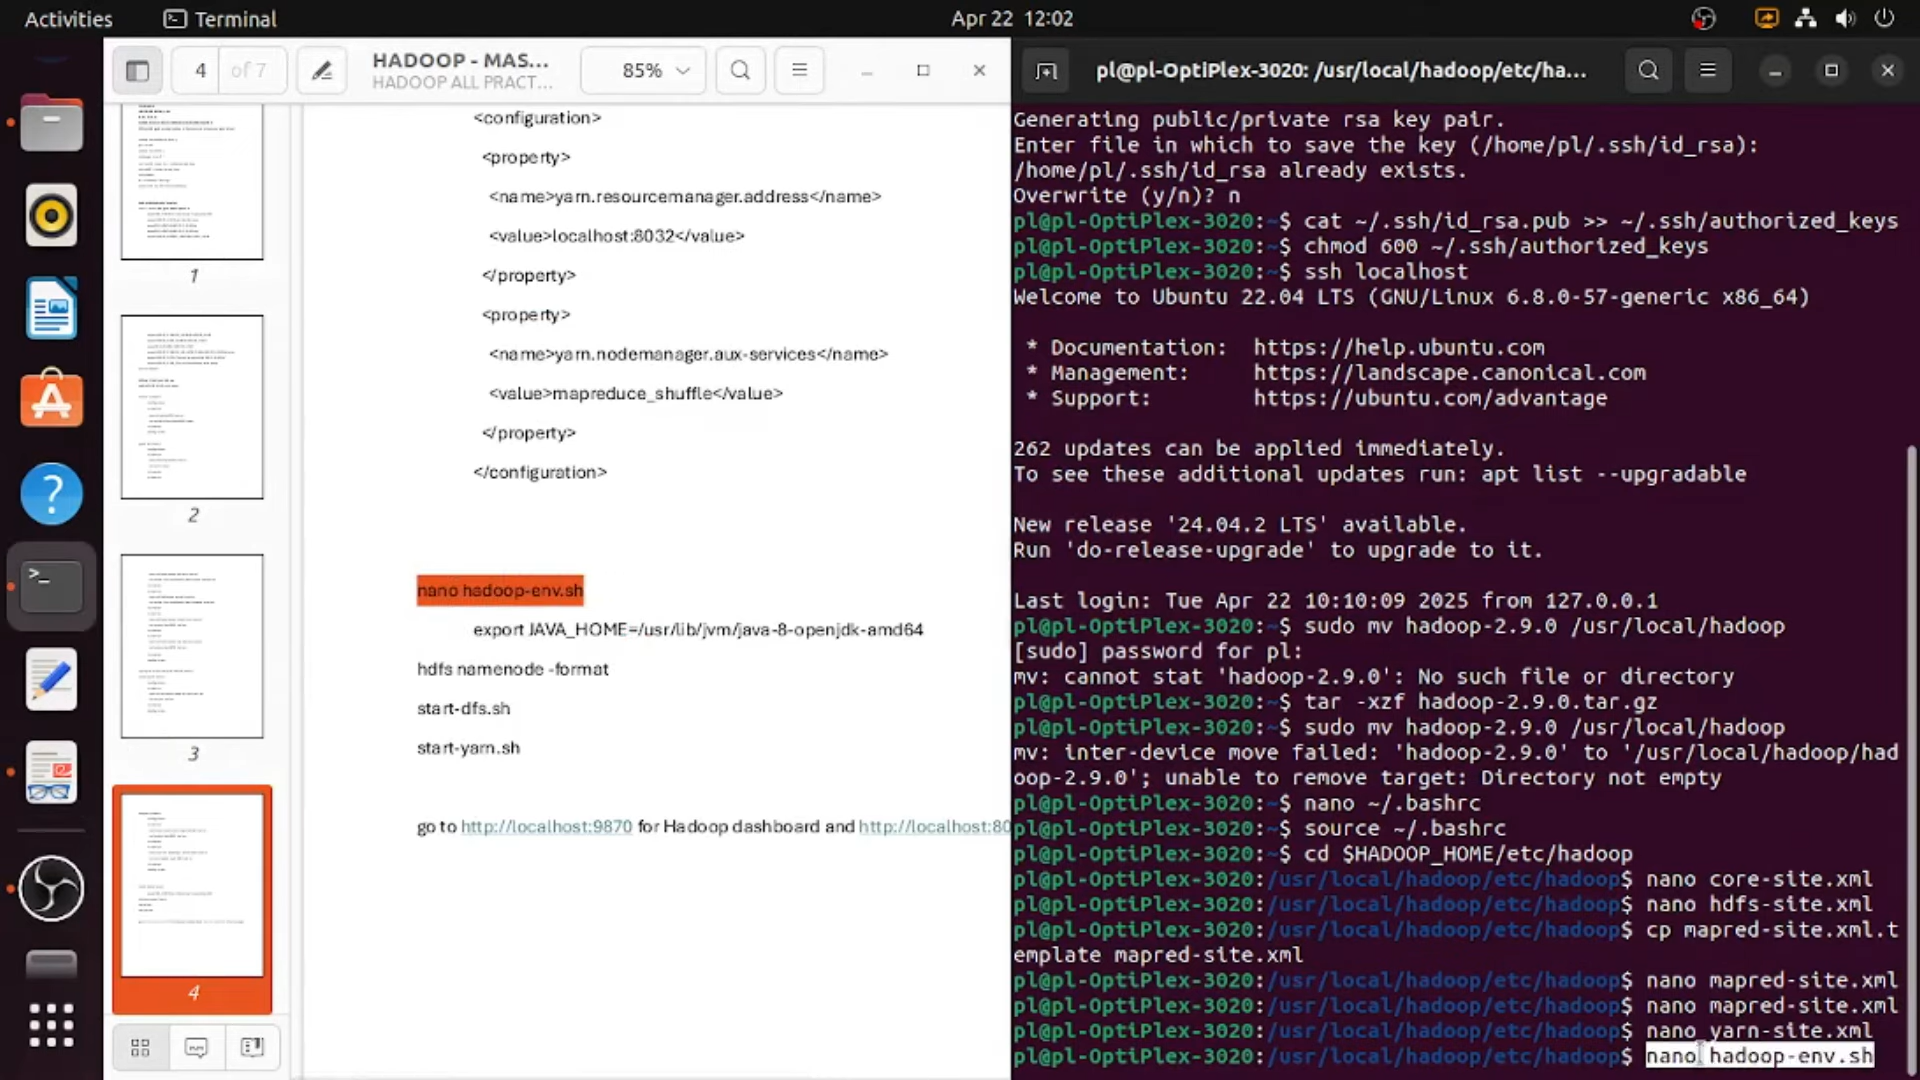 Activities
Terminal
Apr 22 12:02
4 of 7
HADOOP - MAS...
HADOOP ALL PRACT...
85%
1
2
3
4
<configuration>
<property>
<name>yarn.resourcemanager.address</name>
<value>localhost:8032</value>
</property>
<property>
<name>yarn.nodemanager.aux-services</name>
<value>mapreduce_shuffle</value>
</property>
</configuration>
nano hadoop-env.sh
export JAVA_HOME=/usr/lib/jvm/java-8-openjdk-amd64
hdfs namenode -format
start-dfs.sh
start-yarn.sh
go to http://localhost:9870 for Hadoop dashboard and http://localhost:80
pl@pl-OptiPlex-3020: /usr/local/hadoop/etc/ha...
Generating public/private rsa key pair.
Enter file in which to save the key (/home/pl/.ssh/id_rsa):
/home/pl/.ssh/id_rsa already exists.
Overwrite (y/n)? n
pl@pl-OptiPlex-3020:~$ cat ~/.ssh/id_rsa.pub >> ~/.ssh/authorized_keys
pl@pl-OptiPlex-3020:~$ chmod 600 ~/.ssh/authorized_keys
pl@pl-OptiPlex-3020:~$ ssh localhost
Welcome to Ubuntu 22.04 LTS (GNU/Linux 6.8.0-57-generic x86_64)
* Documentation:  https://help.ubuntu.com
* Management:     https://landscape.canonical.com
* Support:        https://ubuntu.com/advantage
262 updates can be applied immediately.
To see these additional updates run: apt list --upgradable
New release '24.04.2 LTS' available.
Run 'do-release-upgrade' to upgrade to it.
Last login: Tue Apr 22 10:10:09 2025 from 127.0.0.1
pl@pl-OptiPlex-3020:~$ sudo mv hadoop-2.9.0 /usr/local/hadoop
[sudo] password for pl:
mv: cannot stat 'hadoop-2.9.0': No such file or directory
pl@pl-OptiPlex-3020:~$ tar -xzf hadoop-2.9.0.tar.gz
pl@pl-OptiPlex-3020:~$ sudo mv hadoop-2.9.0 /usr/local/hadoop
mv: inter-device move failed: 'hadoop-2.9.0' to '/usr/local/hadoop/had
oop-2.9.0'; unable to remove target: Directory not empty
pl@pl-OptiPlex-3020:~$ nano ~/.bashrc
pl@pl-OptiPlex-3020:~$ source ~/.bashrc
pl@pl-OptiPlex-3020:~$ cd $HADOOP_HOME/etc/hadoop
pl@pl-OptiPlex-3020:/usr/local/hadoop/etc/hadoop$ nano core-site.xml
pl@pl-OptiPlex-3020:/usr/local/hadoop/etc/hadoop$ nano hdfs-site.xml
pl@pl-OptiPlex-3020:/usr/local/hadoop/etc/hadoop$ cp mapred-site.xml.t
emplate mapred-site.xml
pl@pl-OptiPlex-3020:/usr/local/hadoop/etc/hadoop$ nano mapred-site.xml
pl@pl-OptiPlex-3020:/usr/local/hadoop/etc/hadoop$ nano mapred-site.xml
pl@pl-OptiPlex-3020:/usr/local/hadoop/etc/hadoop$ nano yarn-site.xml
pl@pl-OptiPlex-3020:/usr/local/hadoop/etc/hadoop$ nano hadoop-env.sh